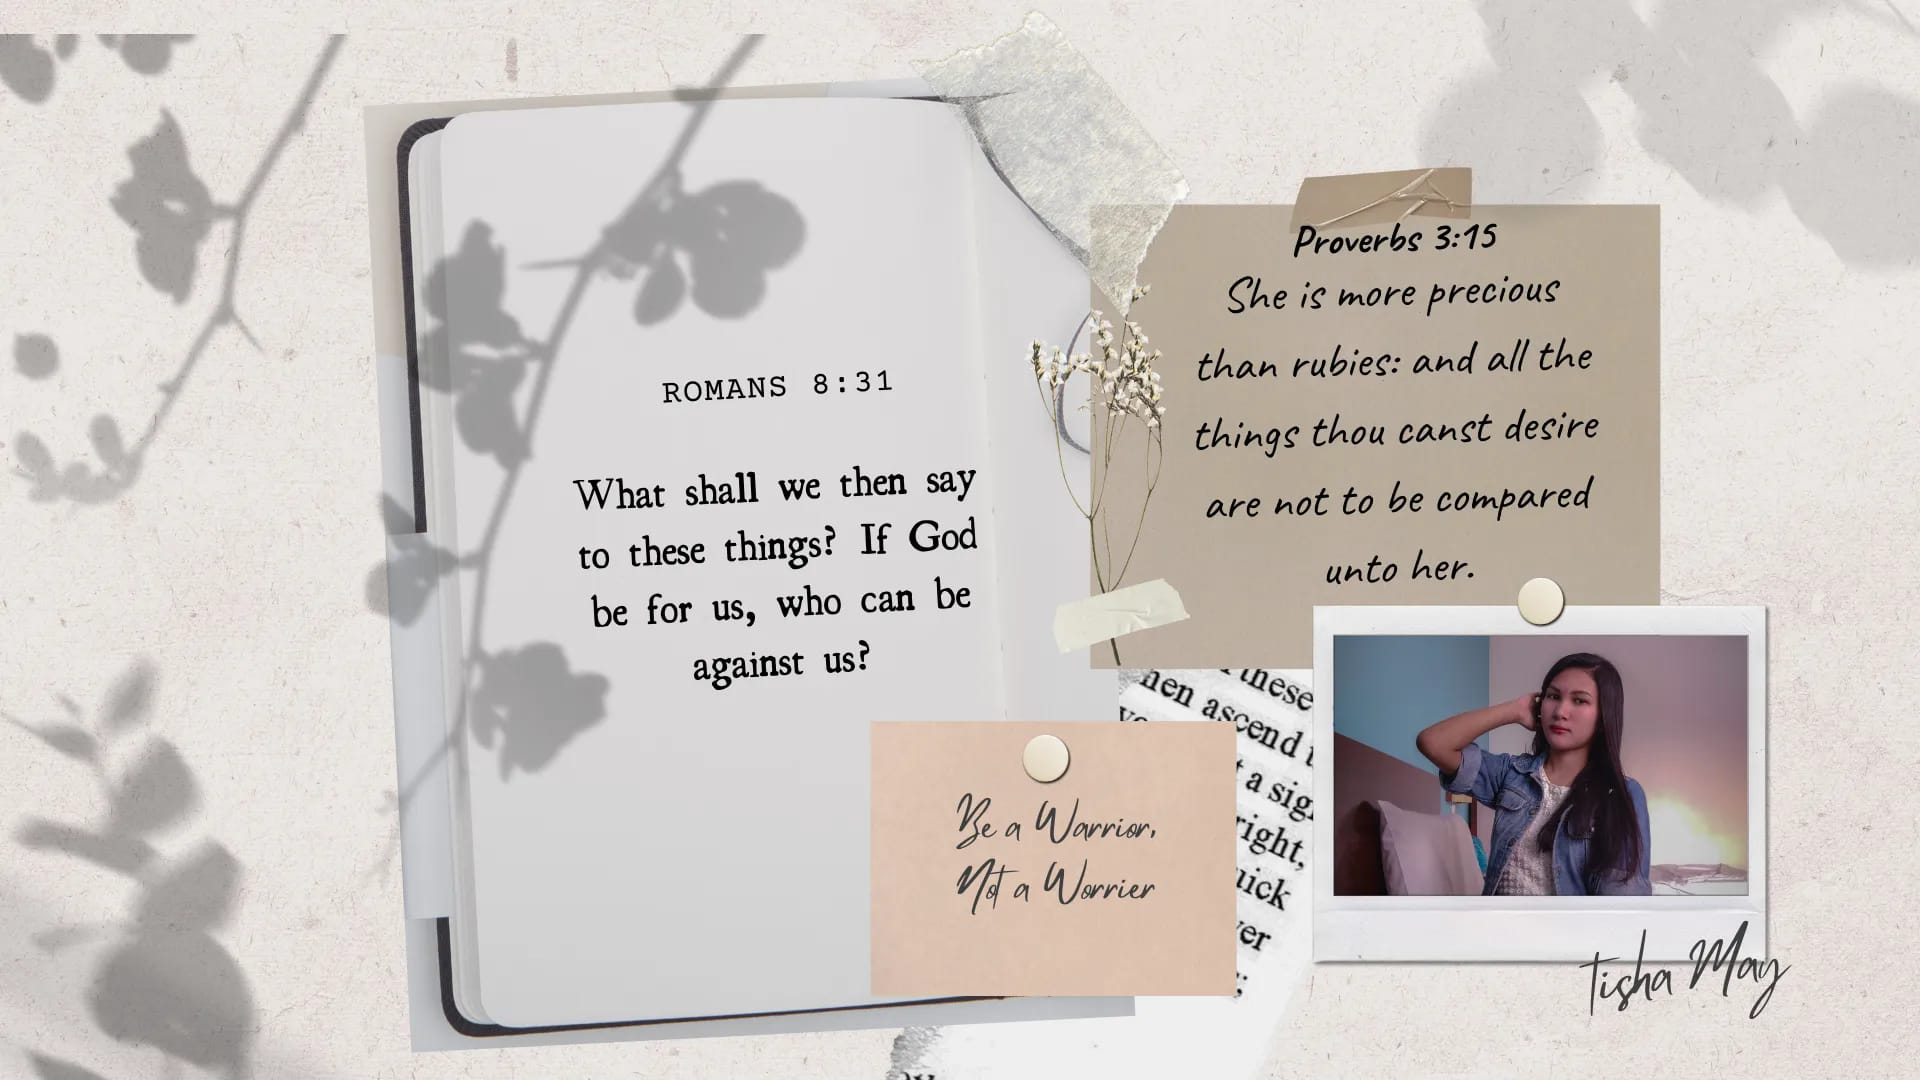 ROMANS 8:31
What shall we then say
to these things? If God
be for us, who can be
against us?
Proverbs 3:15
She is more precious
than rubies: and all the
things thou canst desire
are not to be compared
unto her.
Be a Warrior,
Not a Worrier
these
hen ascend
a sig
right,
uick
er
Tisha May